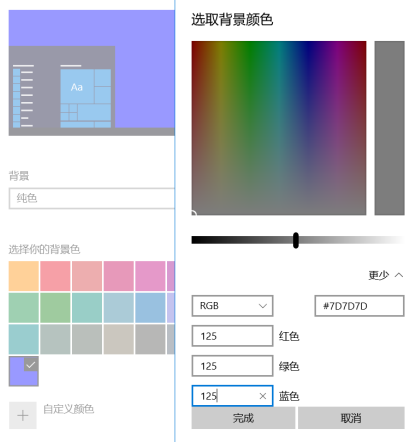 Aa
背景
纯色
选择你的背景色
自定义颜色
选取背景颜色
更少
RGB
#7D7D7D
125
红色
125
绿色
125
蓝色
完成
取消